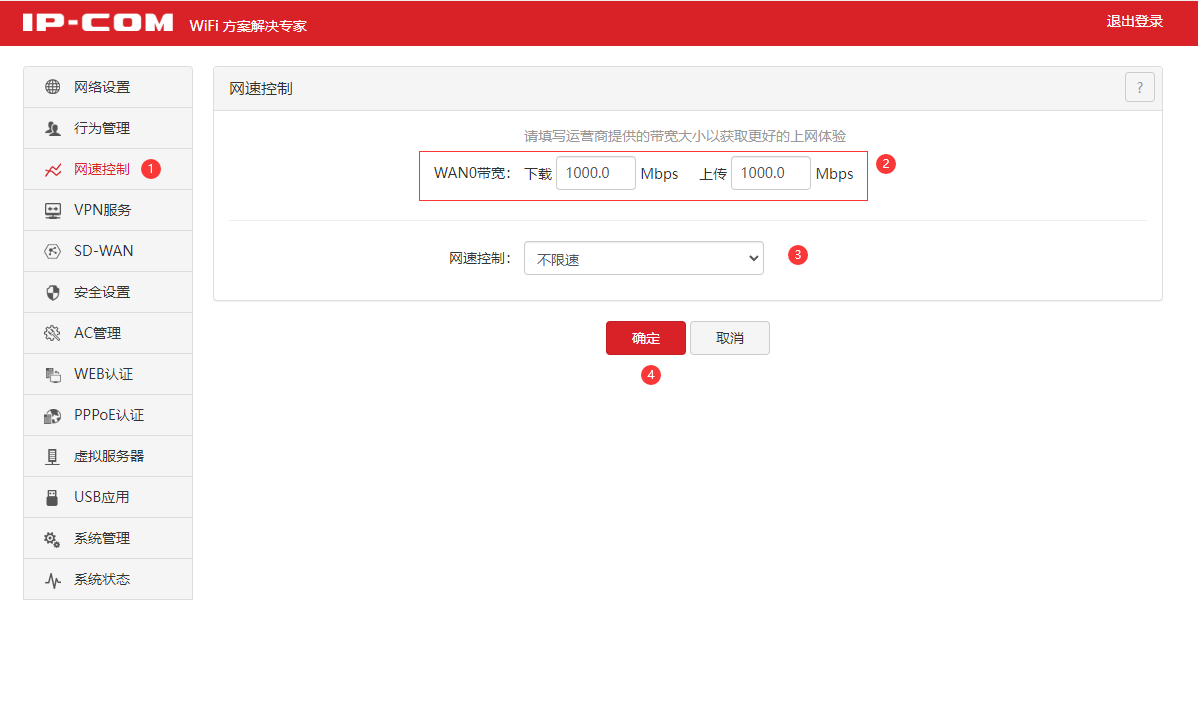 IP-COM WiFi 方案解决专家 退出登录
网络设置
行为管理
网速控制 1
VPN服务
SD-WAN
安全设置
AC管理
WEB认证
PPPoE认证
虚拟服务器
USB应用
系统管理
系统状态
网速控制 ?
请填写运营商提供的带宽大小以获取更好的上网体验
WAN0带宽： 下载 1000.0 Mbps 上传 1000.0 Mbps 2
网速控制： 不限速 3
确定 取消
4